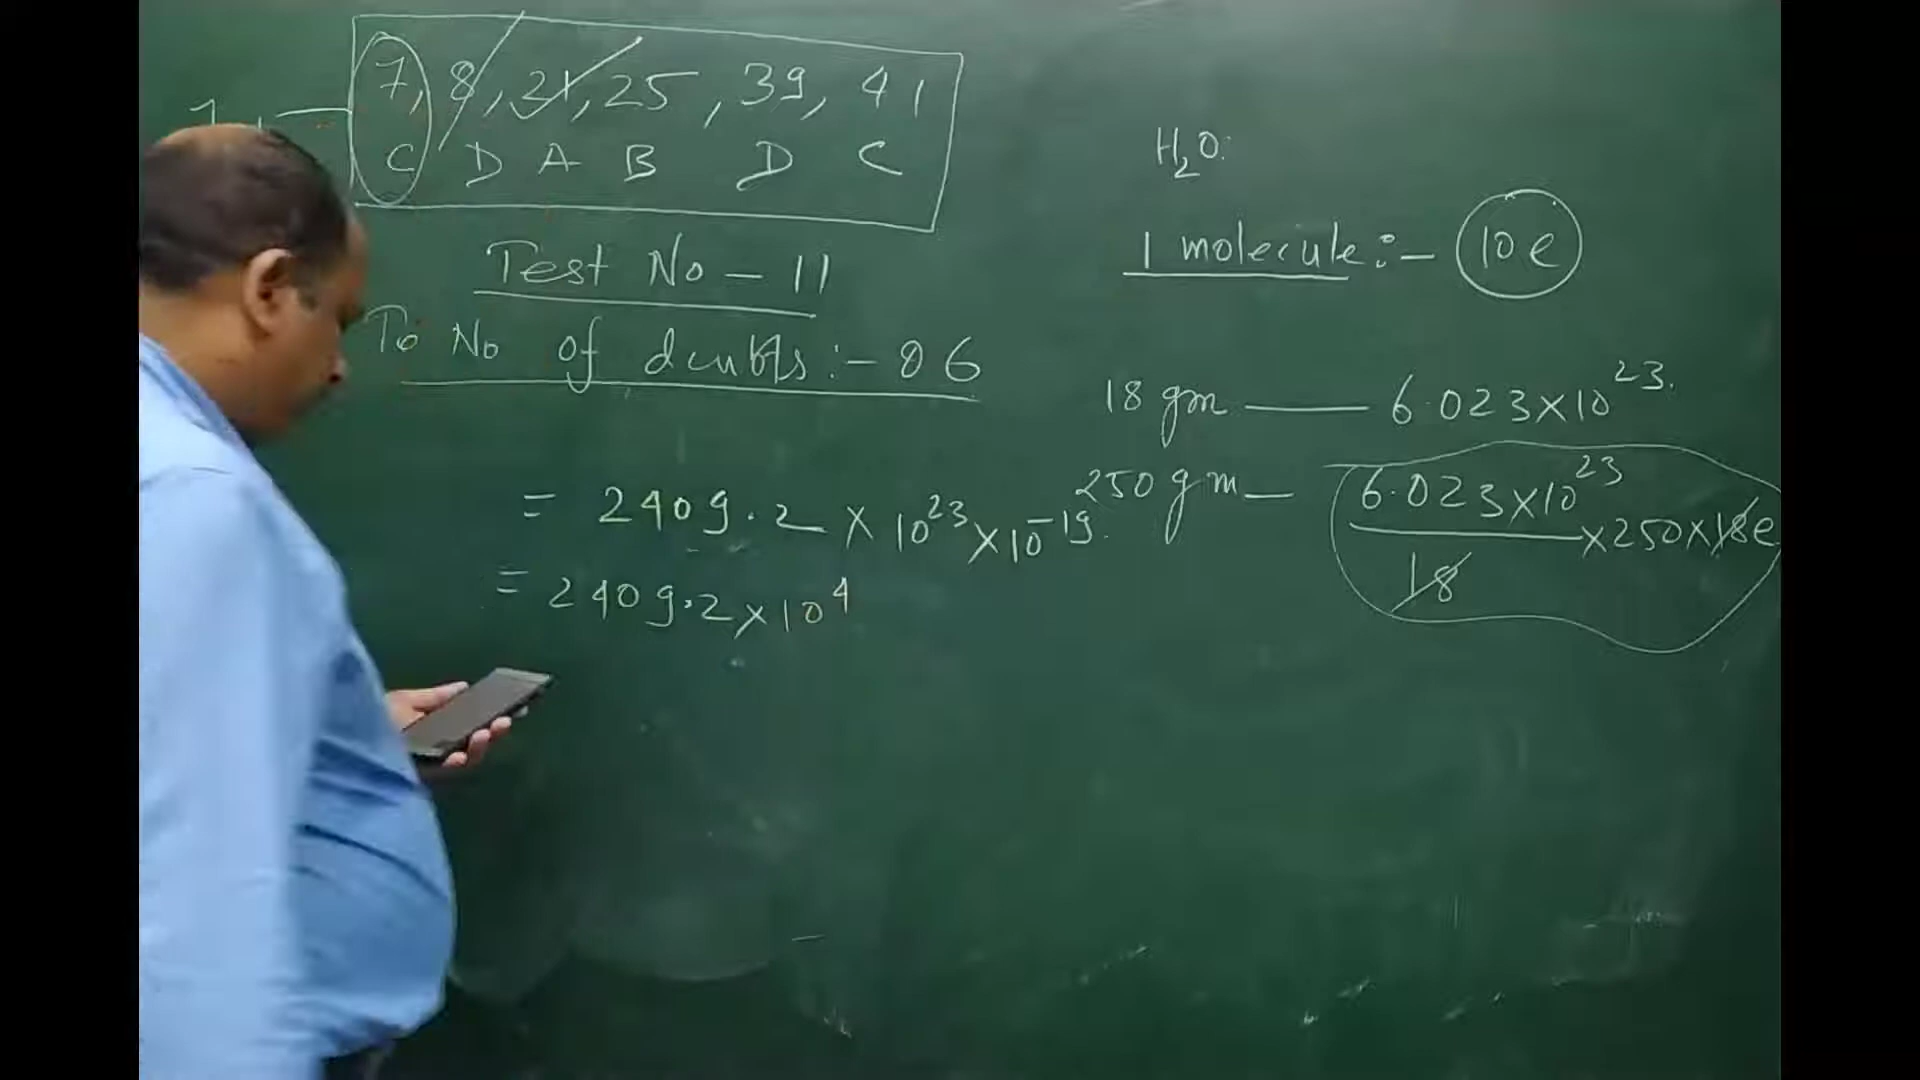 7, 8, 21, 25, 39, 41
C D A B D C
Test No - 11
To No of doubts :- 06
= 2409.2 × 10²³ × 10⁻¹⁹
= 2409.2 × 10⁴
H₂O:
1 molecule :- 10e
18 gm — 6.023×10²³.
250 gm — 6.023×10²³/18 ×250×18e